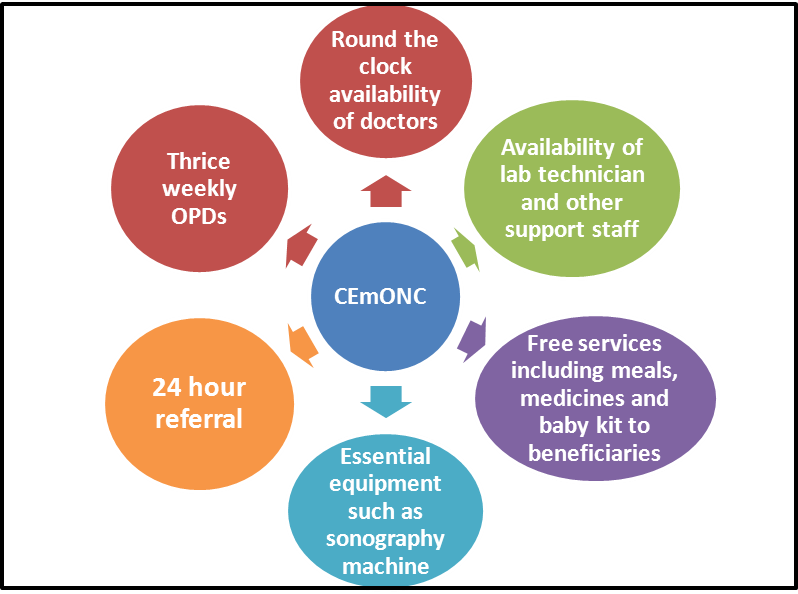 Round the
clock
availability
of doctors
Availability of
lab technician
and other
support staff
Free services
including meals,
medicines and
baby kit to
beneficiaries
Essential
equipment
such as
sonography
machine
24 hour
referral
Thrice
weekly
OPDs
CEmONC